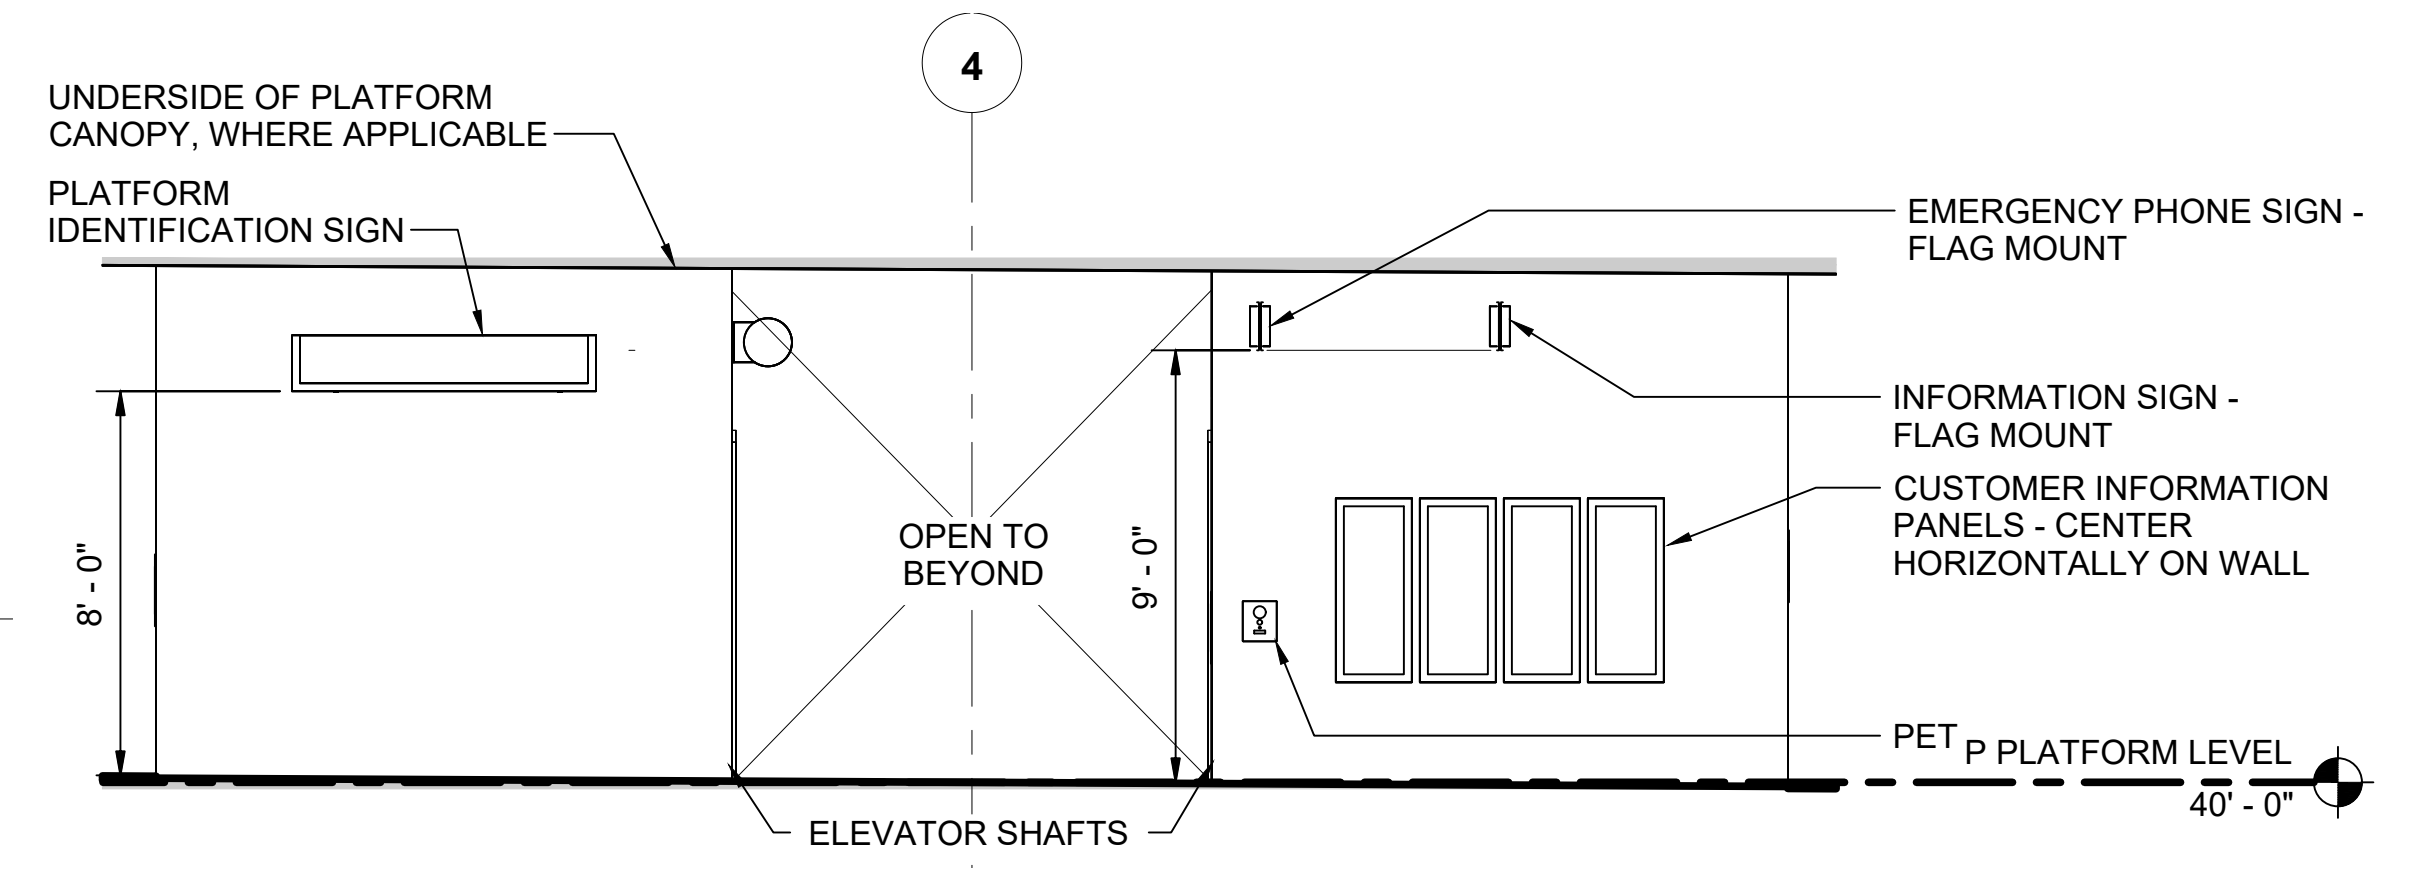 4
UNDERSIDE OF PLATFORM
CANOPY, WHERE APPLICABLE
PLATFORM
IDENTIFICATION SIGN
EMERGENCY PHONE SIGN -
FLAG MOUNT
INFORMATION SIGN -
FLAG MOUNT
CUSTOMER INFORMATION
PANELS - CENTER
HORIZONTALLY ON WALL
OPEN TO
BEYOND
8' - 0"
9' - 0"
PET
P PLATFORM LEVEL
40' - 0"
ELEVATOR SHAFTS